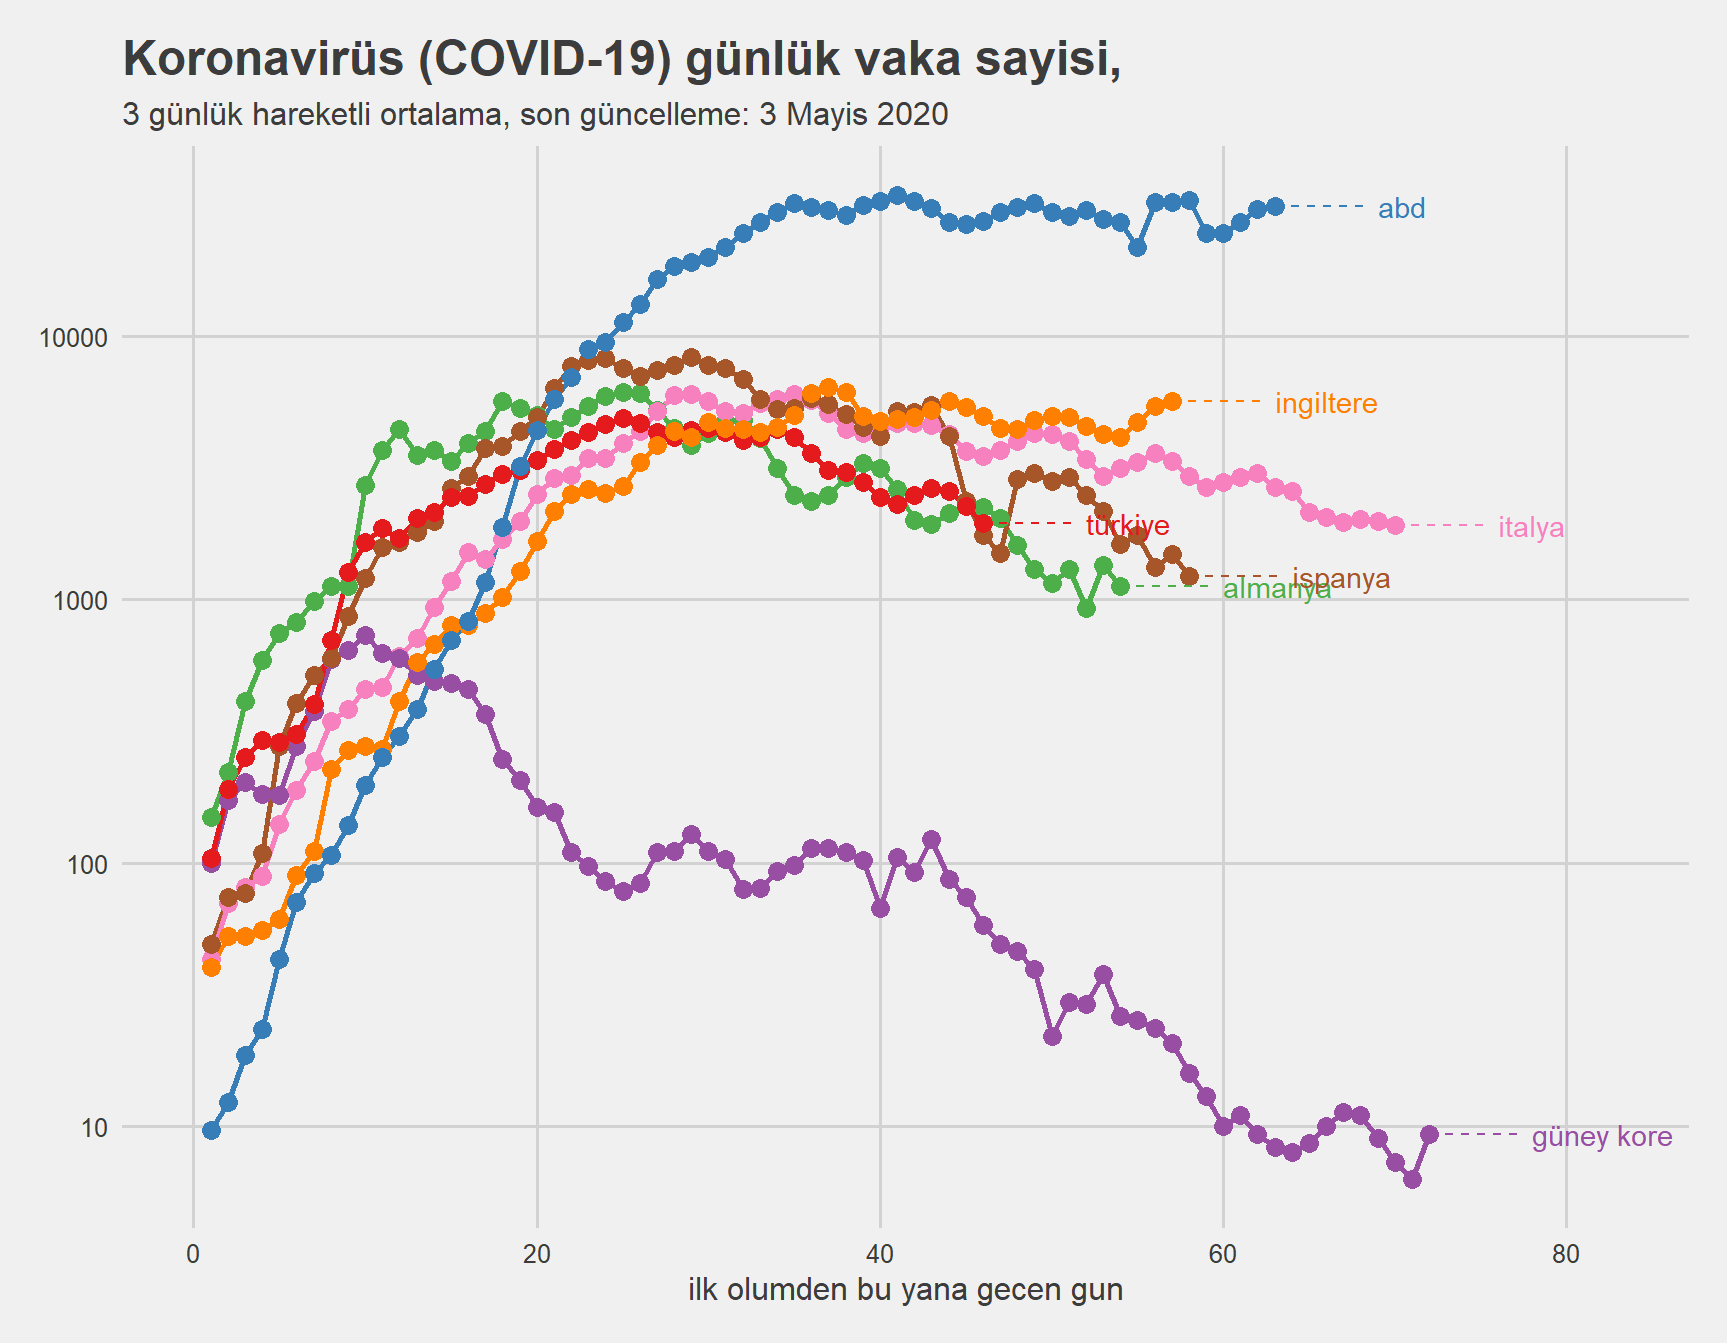 Koronavirüs (COVID-19) günlük vaka sayisi,
3 günlük hareketli ortalama, son güncelleme: 3 Mayis 2020
abd
10000
ingiltere
türkiye
italya
ispanya
almanya
1000
100
10
güney kore
0 20 40 60 80
ilk olumden bu yana gecen gun